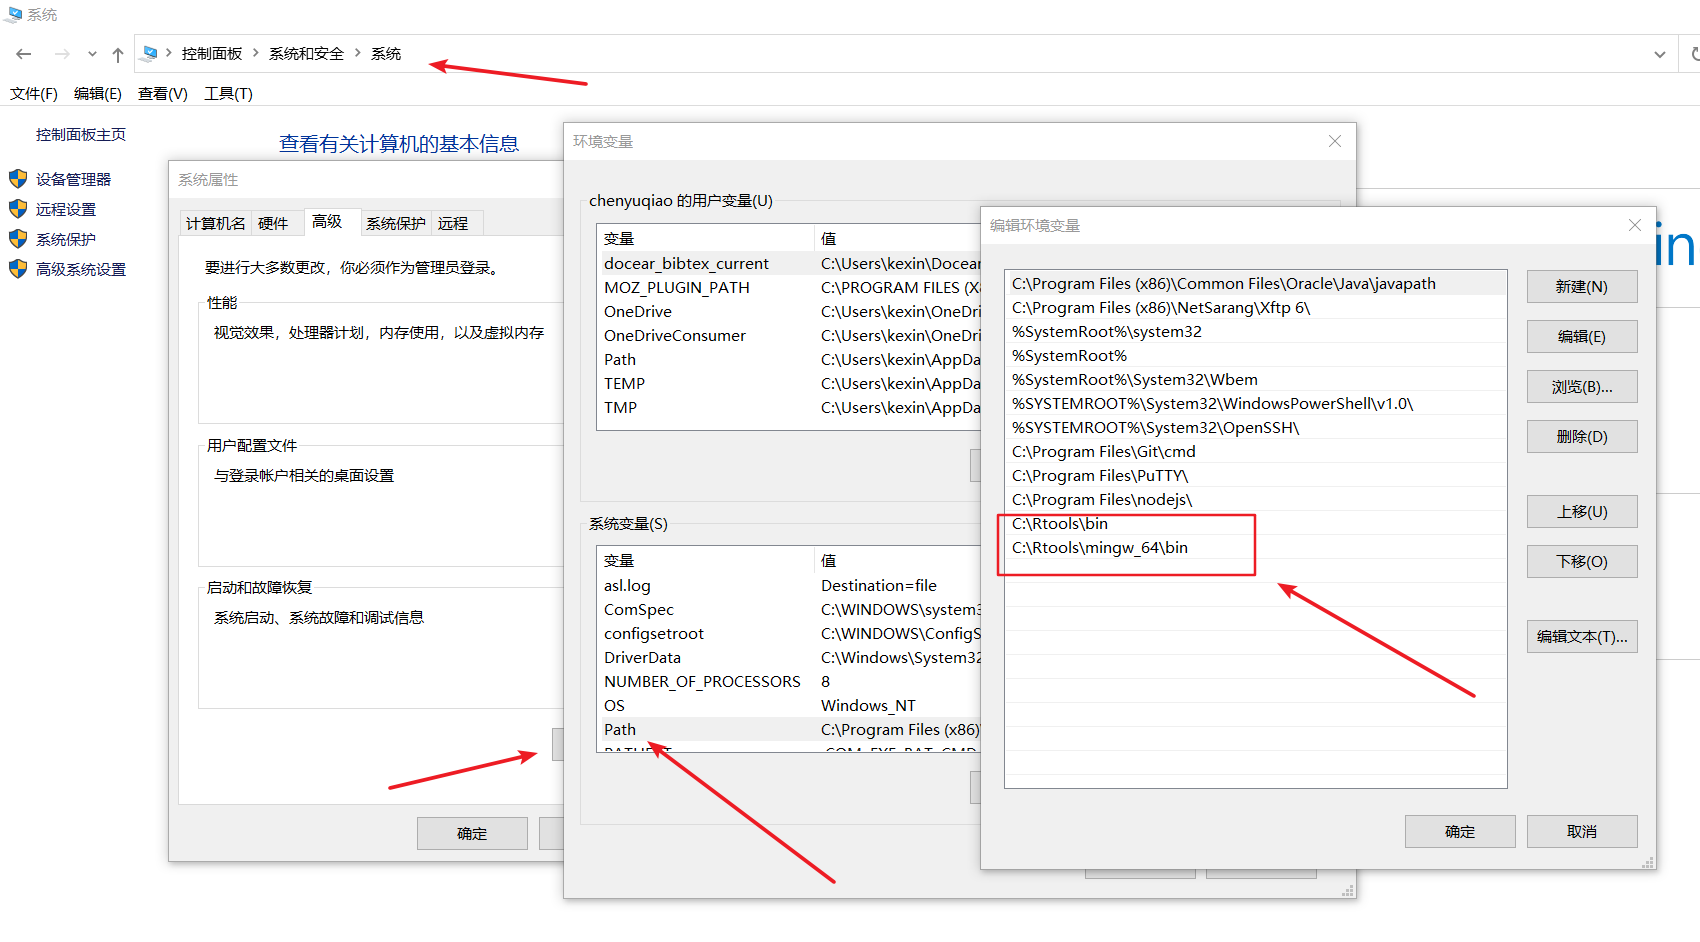 系统
控制面板 系统和安全 系统
文件(F) 编辑(E) 查看(V) 工具(T)
控制面板主页
设备管理器
远程设置
系统保护
高级系统设置
查看有关计算机的基本信息
系统属性
计算机名 硬件 高级 系统保护 远程
要进行大多数更改，你必须作为管理员登录。
性能
视觉效果，处理器计划，内存使用，以及虚拟内存
用户配置文件
与登录帐户相关的桌面设置
启动和故障恢复
系统启动、系统故障和调试信息
确定
环境变量
chenyuqiao 的用户变量(U)
变量 值
docear_bibtex_current C:\Users\kexin\Docear
MOZ_PLUGIN_PATH C:\PROGRAM FILES (X
OneDrive C:\Users\kexin\OneDri
OneDriveConsumer C:\Users\kexin\OneDri
Path C:\Users\kexin\AppDa
TEMP C:\Users\kexin\AppDa
TMP C:\Users\kexin\AppDa
系统变量(S)
变量 值
asl.log Destination=file
ComSpec C:\WINDOWS\system3
configsetroot C:\WINDOWS\ConfigS
DriverData C:\Windows\System32
NUMBER_OF_PROCESSORS 8
OS Windows_NT
Path C:\Program Files (x86)
编辑环境变量
C:\Program Files (x86)\Common Files\Oracle\Java\javapath
C:\Program Files (x86)\NetSarang\Xftp 6\
%SystemRoot%\system32
%SystemRoot%
%SystemRoot%\System32\Wbem
%SYSTEMROOT%\System32\WindowsPowerShell\v1.0\
%SYSTEMROOT%\System32\OpenSSH\
C:\Program Files\Git\cmd
C:\Program Files\PuTTY\
C:\Program Files\nodejs\
C:\Rtools\bin
C:\Rtools\mingw_64\bin
新建(N)
编辑(E)
浏览(B)...
删除(D)
上移(U)
下移(O)
编辑文本(T)...
确定 取消
in